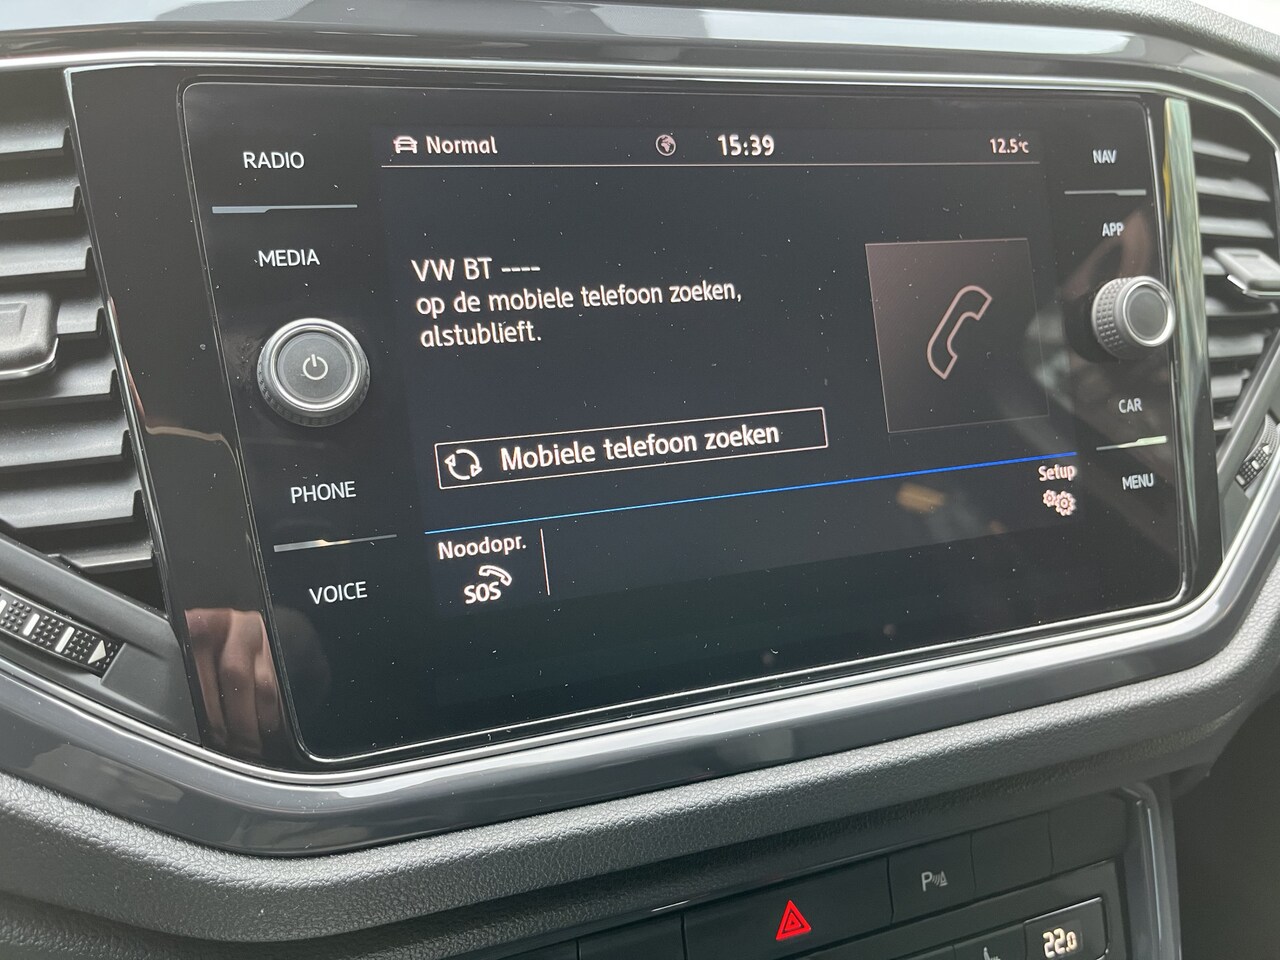 RADIO
MEDIA
PHONE
VOICE
Normal
15:39
12.5°c
VW BT ----
op de mobiele telefoon zoeken,
alstublieft.
Mobiele telefoon zoeken
Setup
Noodopr.
SOS
NAV
APP
CAR
MENU
P
22.0